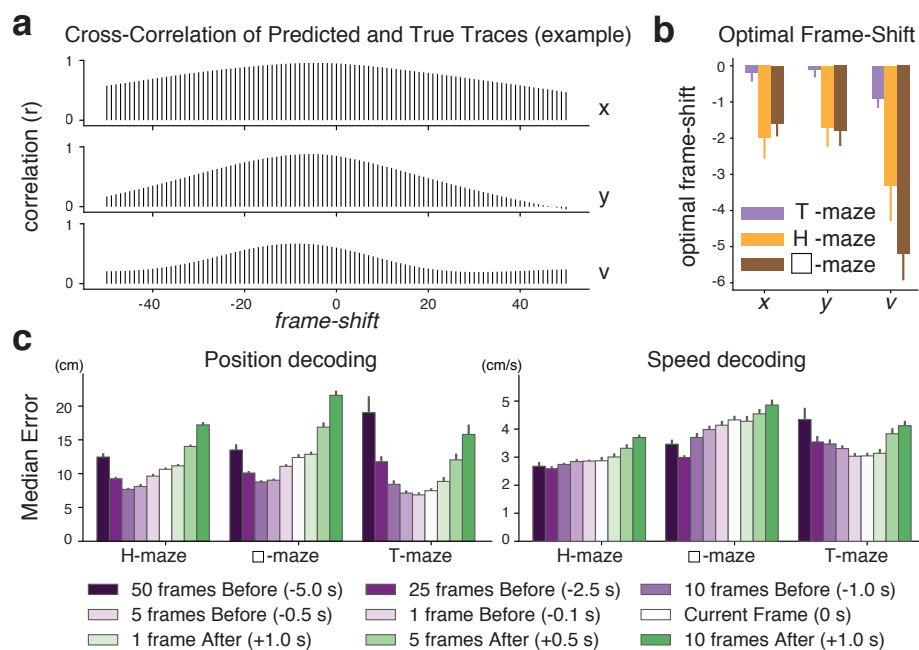 a
Cross-Correlation of Predicted and True Traces (example)
b
Optimal Frame-Shift
correlation (r)
1
0
x
1
0
y
1
0
v
-40 -20 0 20 40
frame-shift
optimal frame-shift
0
-1
-2
-3
-4
-5
-6
T -maze
H -maze
□-maze
x y v
c
Median Error
(cm)
Position decoding
20
15
10
5
0
H-maze □-maze T-maze
(cm/s)
Speed decoding
5
4
3
2
1
0
H-maze □-maze T-maze
50 frames Before (-5.0 s) 25 frames Before (-2.5 s) 10 frames Before (-1.0 s)
5 frames Before (-0.5 s) 1 frame Before (-0.1 s) Current Frame (0 s)
1 frame After (+1.0 s) 5 frames After (+0.5 s) 10 frames After (+1.0 s)